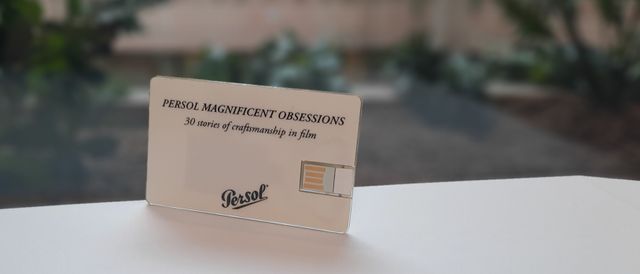 PERSOL MAGNIFICENT OBSESSIONS
30 stories of craftsmanship in film
Persol